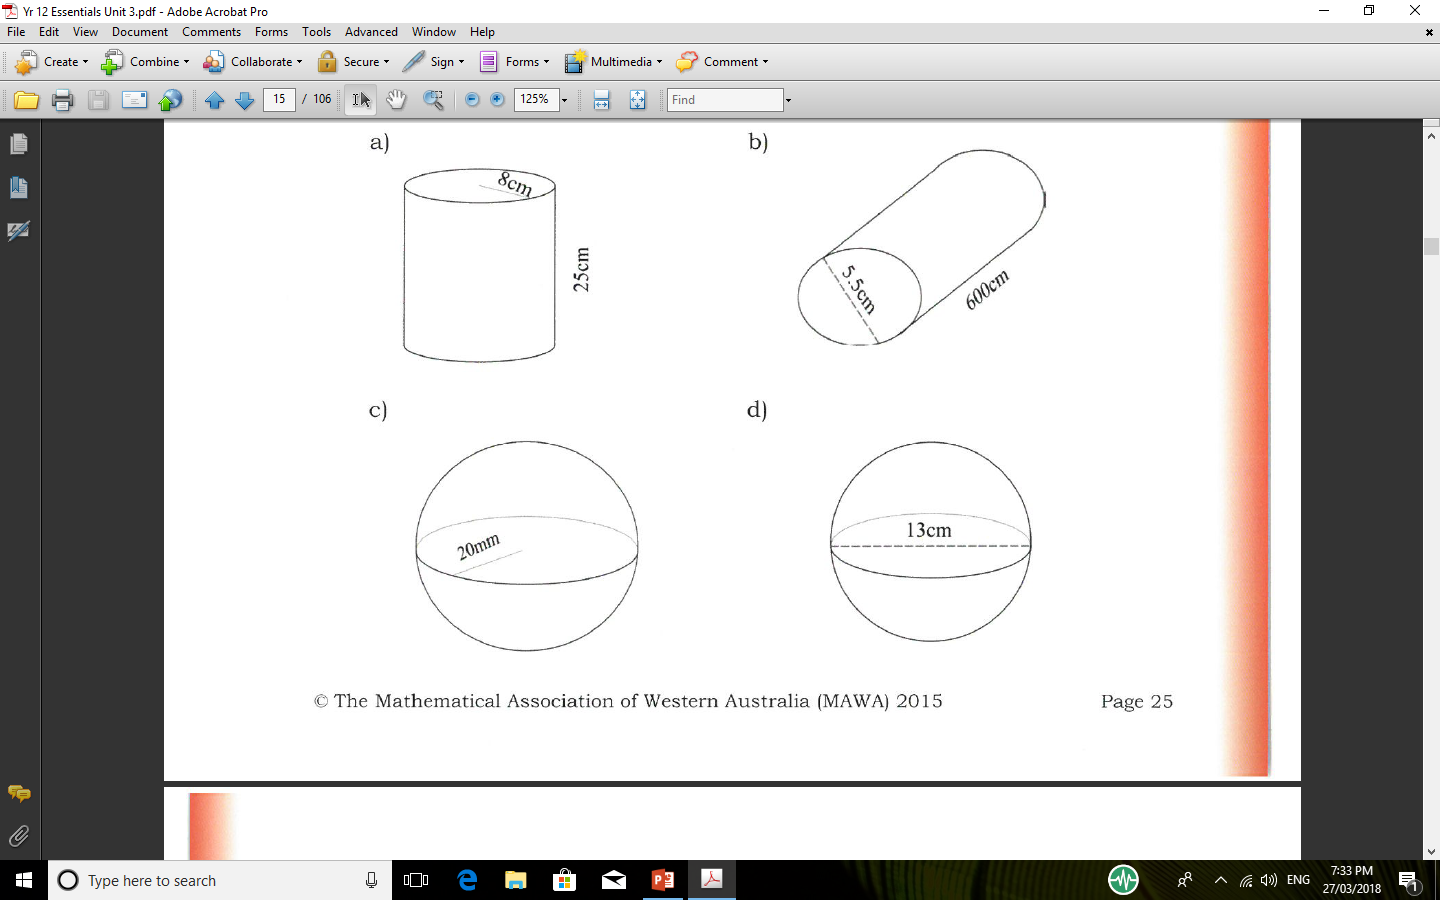 Yr 12 Essentials Unit 3.pdf - Adobe Acrobat Pro
File Edit View Document Comments Forms Tools Advanced Window Help
Create Combine Collaborate Secure Sign Forms Multimedia Comment
15 / 106 125% Find
a) b)
8cm
25cm
5.5cm
600cm
c) d)
20mm
13cm
© The Mathematical Association of Western Australia (MAWA) 2015 Page 25
Type here to search
ENG
7:33 PM
27/03/2018
1